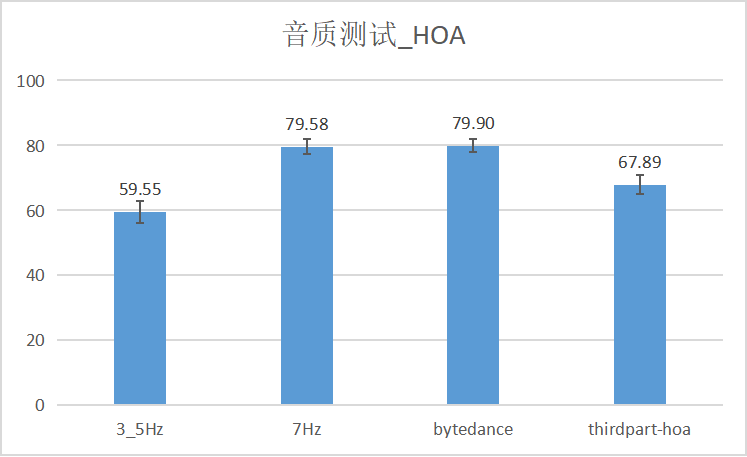 音质测试_HOA
100
80
60
40
20
0
59.55
79.58
79.90
67.89
3_5Hz
7Hz
bytedance
thirdpart-hoa